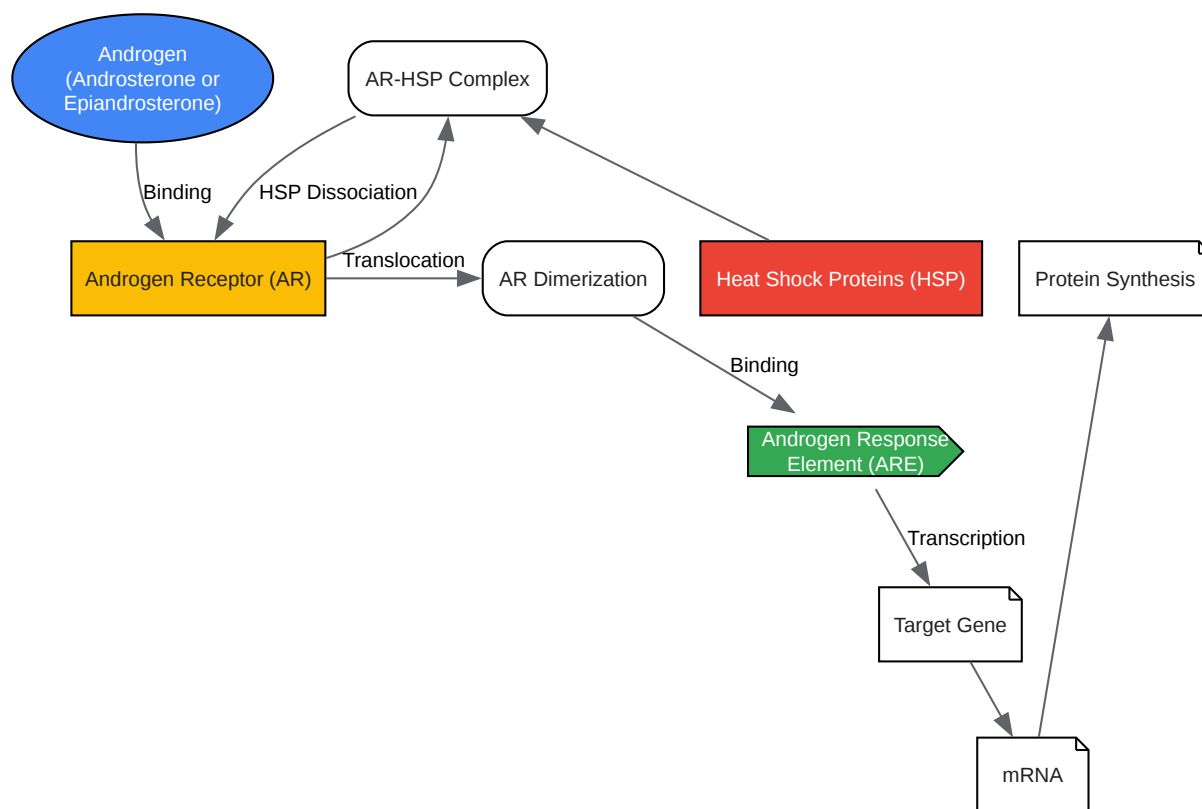 Androgen
(Androsterone or
Epiandrosterone)
AR-HSP Complex
Binding
HSP Dissociation
Androgen Receptor (AR)
Translocation
AR Dimerization
Heat Shock Proteins (HSP)
Protein Synthesis
Binding
Androgen Response
Element (ARE)
Transcription
Target Gene
mRNA